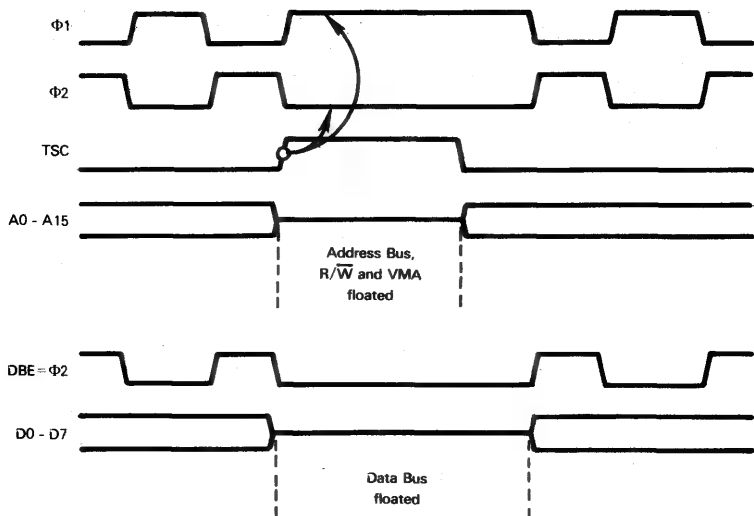 Φ1
Φ2
TSC
A0 - A15
Address Bus,
R/W̅ and VMA
floated
DBE=Φ2
D0 - D7
Data Bus
floated